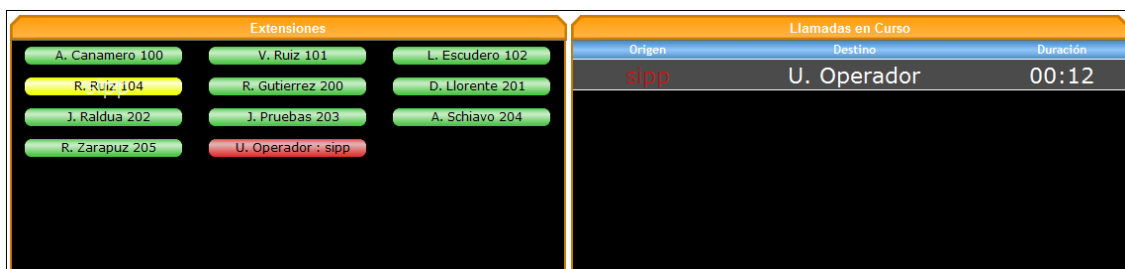 Extensiones
A. Canamero 100 V. Ruiz 101 L. Escudero 102
R. Ruiz 104 R. Gutierrez 200 D. Llorente 201
J. Raldua 202 J. Pruebas 203 A. Schiavo 204
R. Zarapuz 205 U. Operador : sipp
Llamadas en Curso
Origen Destino Duración
sipp U. Operador 00:12